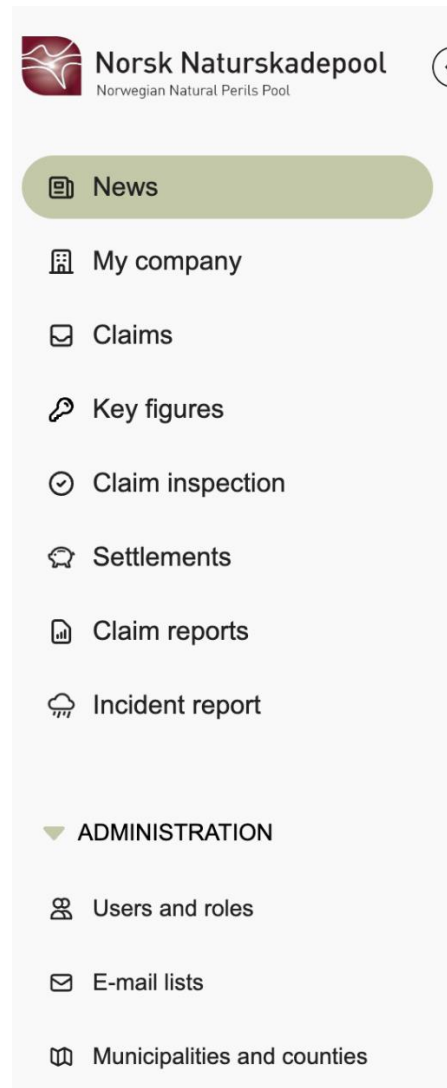 Norsk Naturskadepool
Norwegian Natural Perils Pool
News
My company
Claims
Key figures
Claim inspection
Settlements
Claim reports
Incident report
ADMINISTRATION
Users and roles
E-mail lists
Municipalities and counties